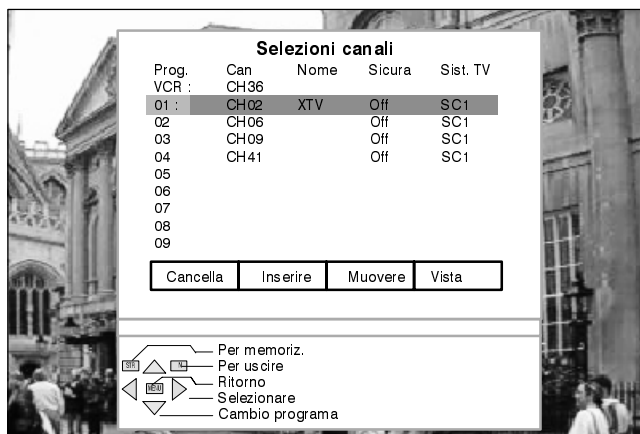 Selezioni canali
Prog. Can Nome Sicura Sist. TV
VCR : CH36
01 : CH02 XTV Off SC1
02 CH06 Off SC1
03 CH09 Off SC1
04 CH41 Off SC1
05
06
07
08
09
Cancella Inserire Muovere Vista
Per memoriz.
STR N Per uscire
MENU Ritorno
Selezionare
Cambio programa